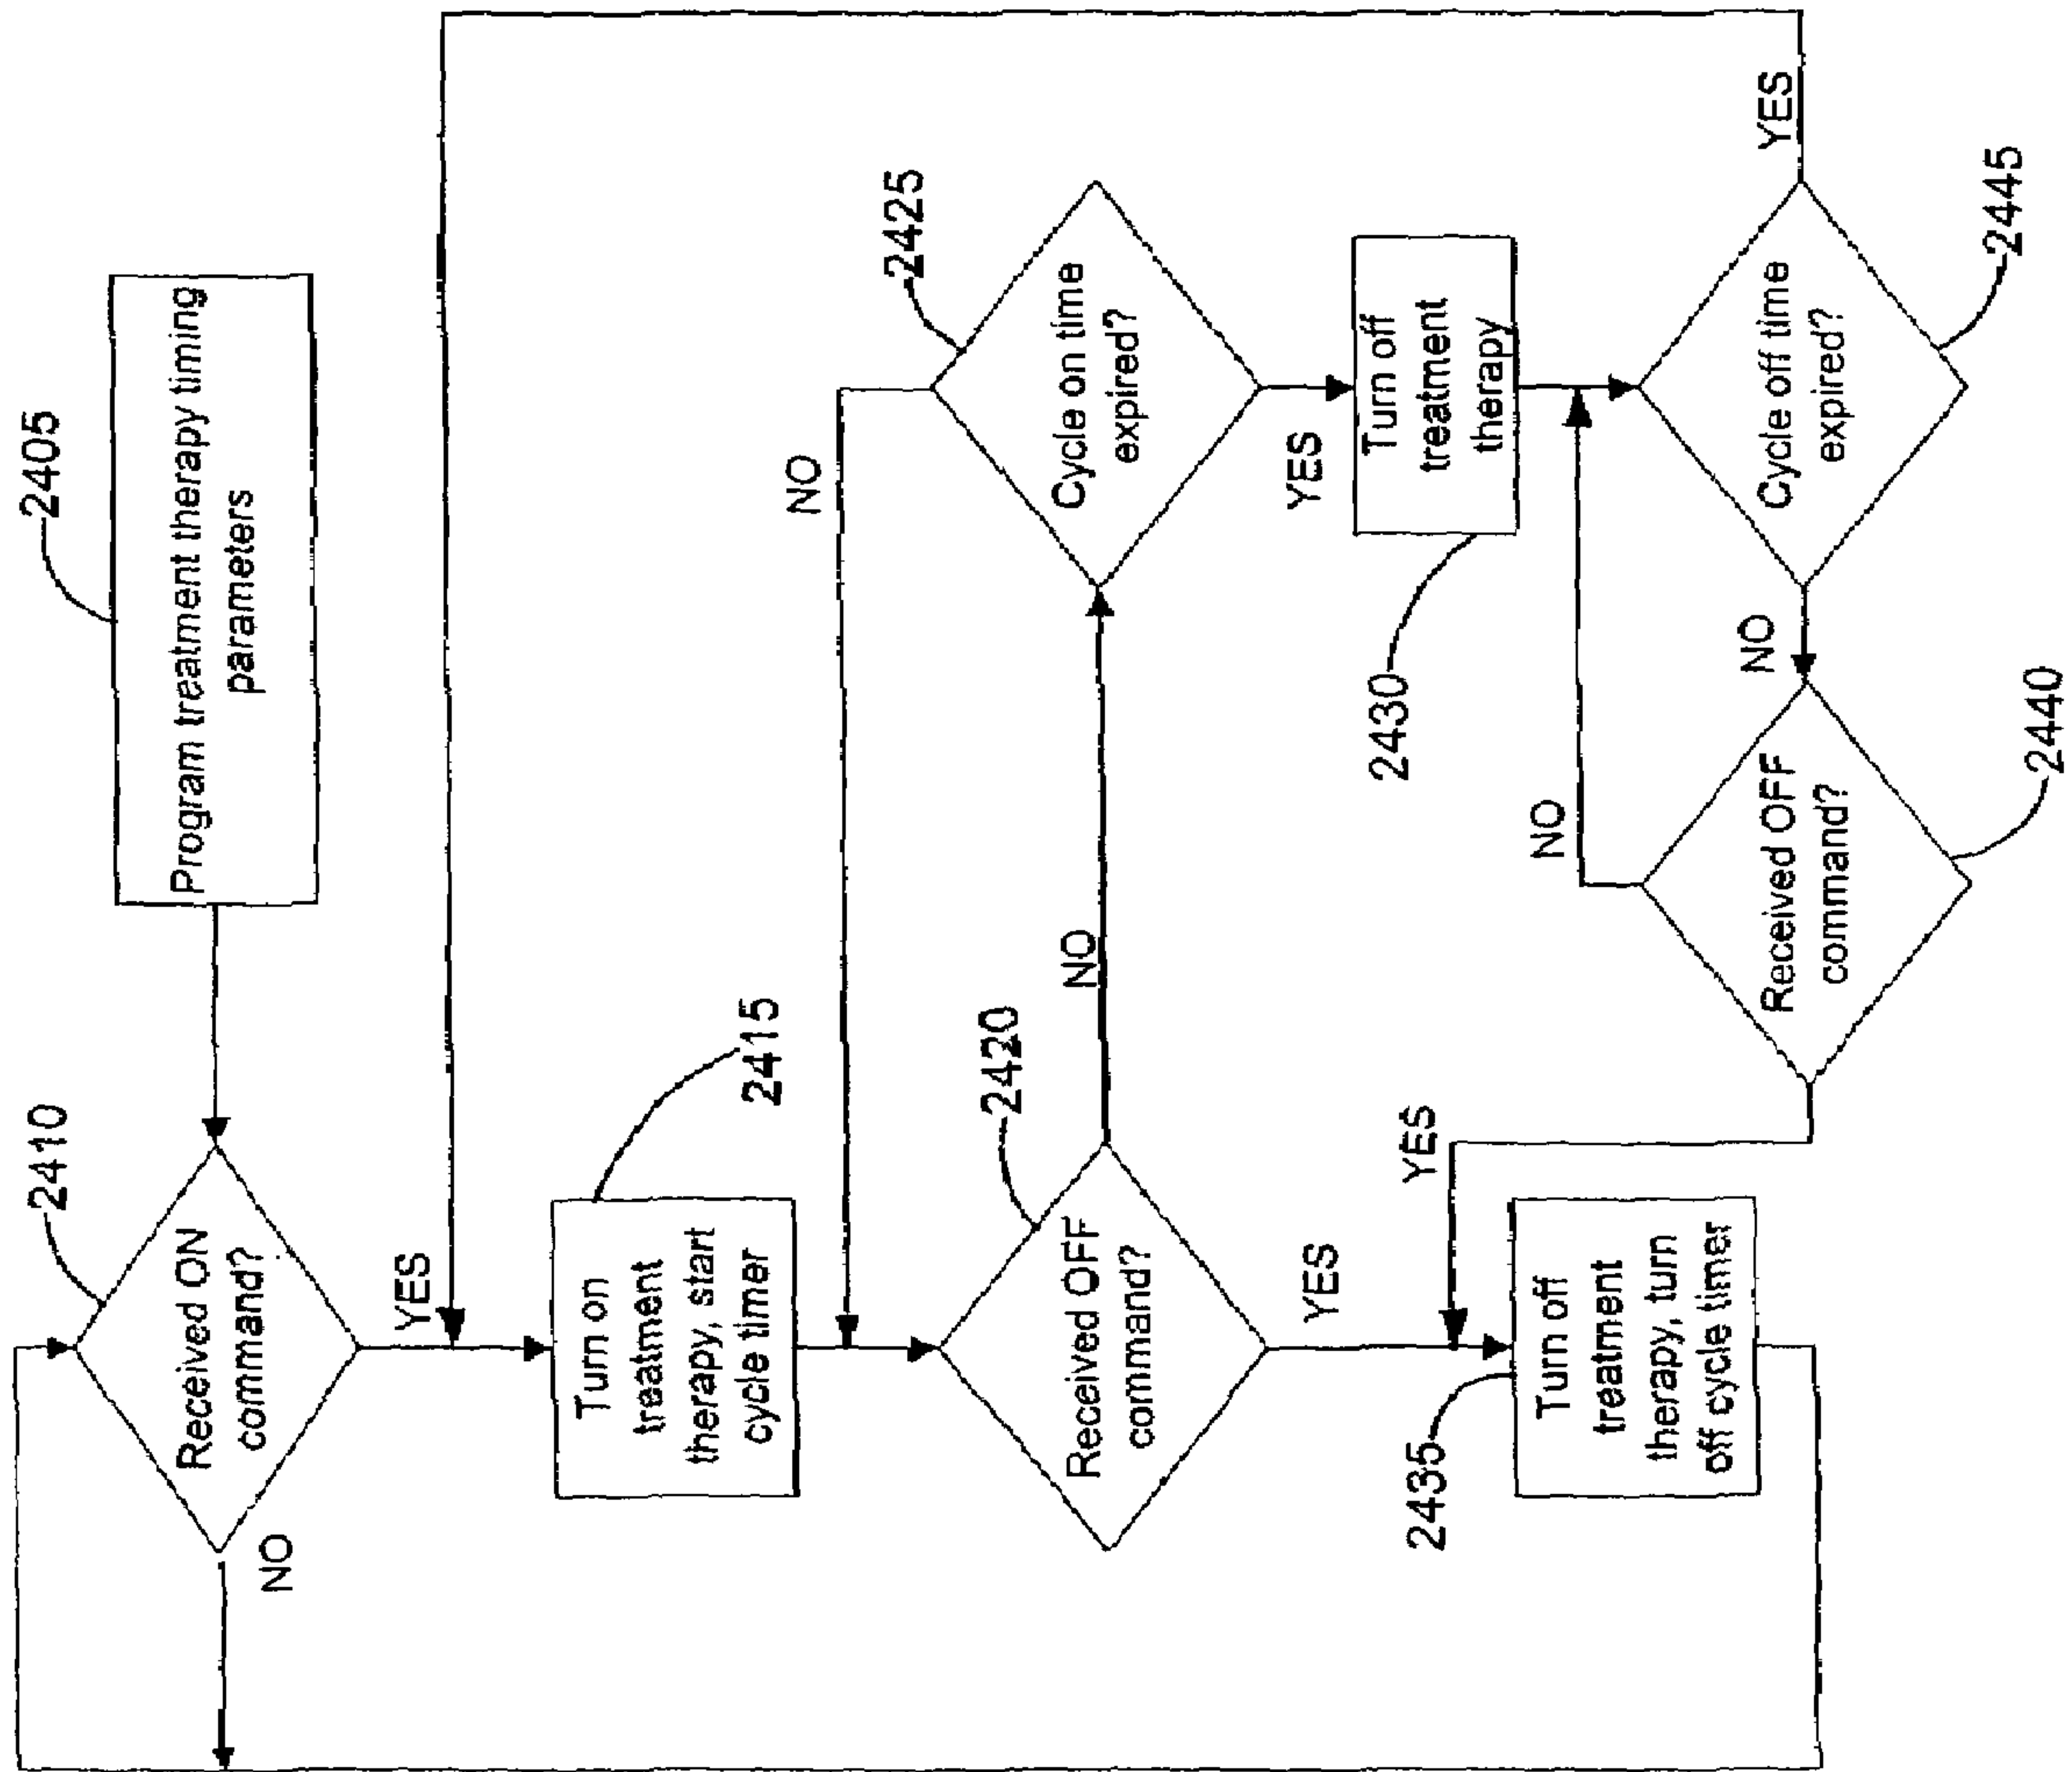 2405
Program treatment therapy timing
parameters
2410
Received ON
command?
NO
YES
2415
Turn on
treatment
therapy, start
cycle timer
2420
Received OFF
command?
NO
YES
2425
Cycle on time
expired?
NO
YES
2430
Turn off
treatment
therapy
2435
Turn off
treatment
therapy, turn
off cycle timer
2440
Received OFF
command?
NO
YES
2445
Cycle off time
expired?
NO
YES